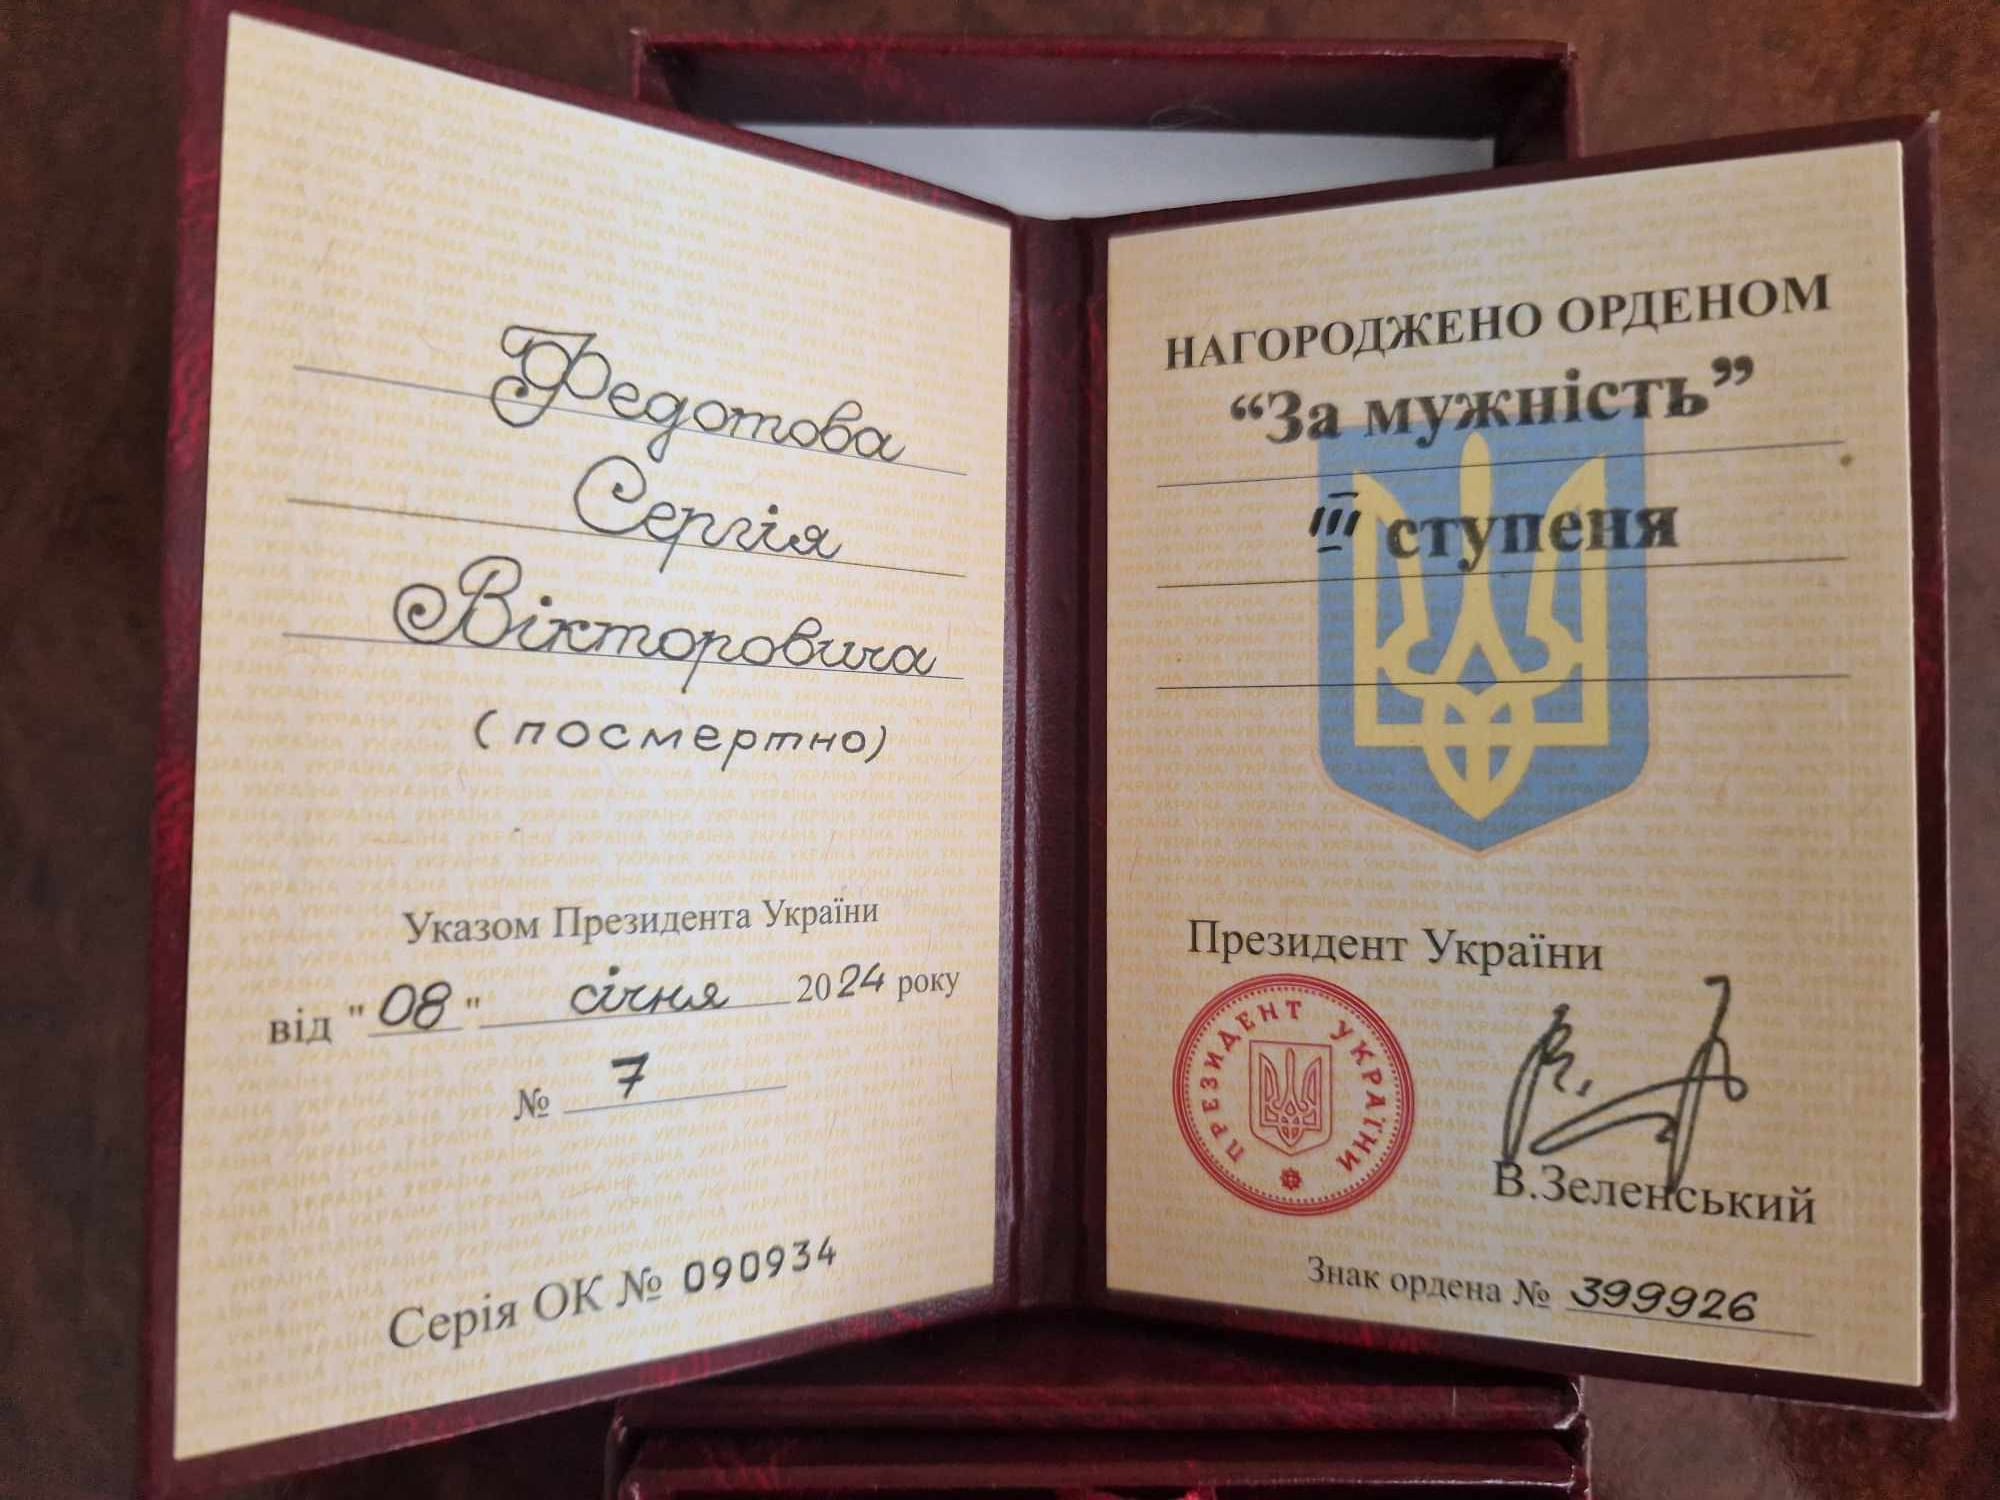 Федотова
Сергія
Вікторовича
(посмертно)
Указом Президента України
від "08" січня 2024 року
№ 7
Серія ОК № 090934
НАГОРОДЖЕНО ОРДЕНОМ
“За мужність”
III ступеня
Президент України
ПРЕЗИДЕНТ УКРАЇНИ
В.Зеленський
Знак ордена № 399926